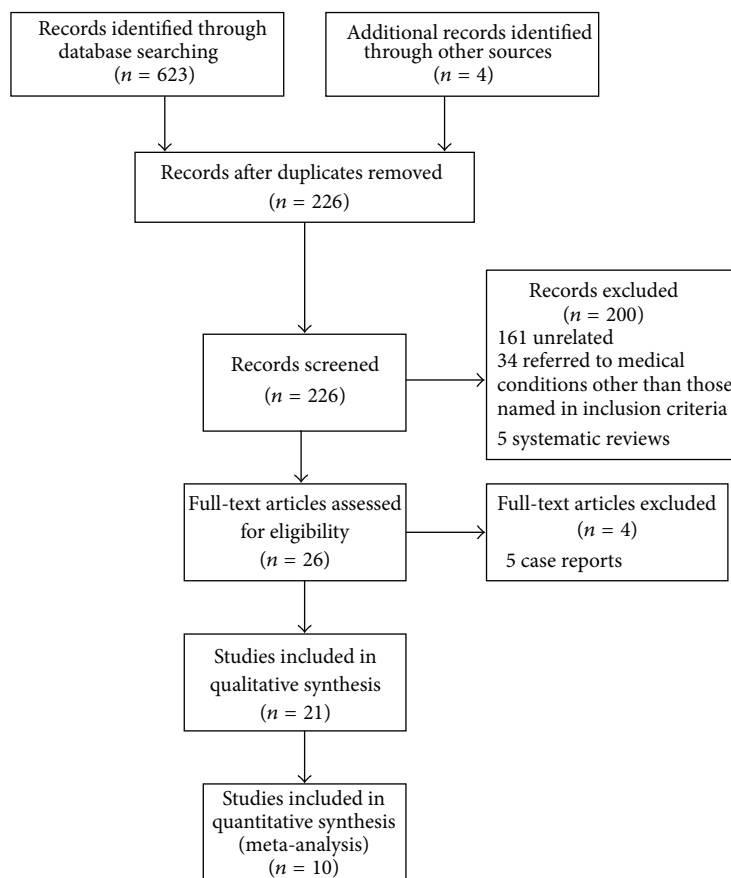 Records identified through
database searching
(n = 623)
Additional records identified
through other sources
(n = 4)
Records after duplicates removed
(n = 226)
Records excluded
(n = 200)
161 unrelated
34 referred to medical
conditions other than those
named in inclusion criteria
5 systematic reviews
Records screened
(n = 226)
Full-text articles assessed
for eligibility
(n = 26)
Full-text articles excluded
(n = 4)
5 case reports
Studies included in
qualitative synthesis
(n = 21)
Studies included in
quantitative synthesis
(meta-analysis)
(n = 10)